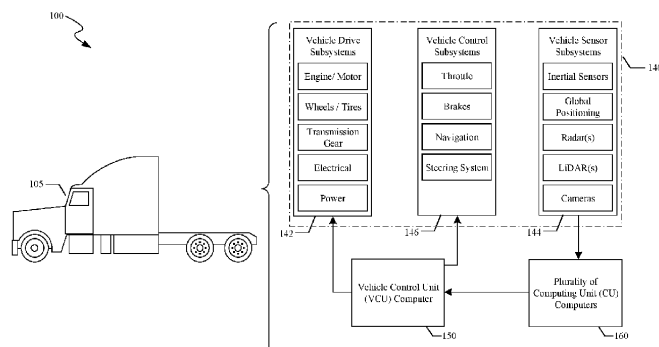 100
105
Vehicle Drive
Subsystems
Engine/ Motor
Wheels / Tires
Transmission
Gear
Electrical
Power
142
Vehicle Control
Subsystems
Throttle
Brakes
Navigation
Steering System
146
Vehicle Sensor
Subsystems
Inertial Sensors
Global
Positioning
Radar(s)
LiDAR(s)
Cameras
144
Vehicle Control Unit
(VCU) Computer
150
Plurality of
Computing Unit (CU)
Computers
160